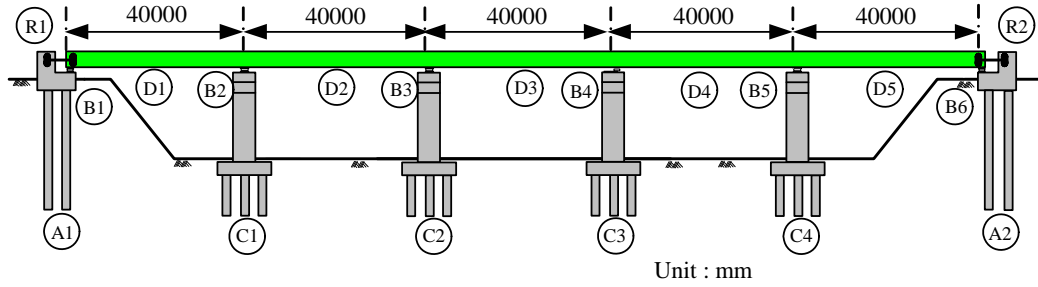 40000 40000 40000 40000 40000
R1 R2
D1 B2 D2 B3 D3 B4 D4 B5 D5
B1 B6
A1 C1 C2 C3 C4 A2
Unit : mm